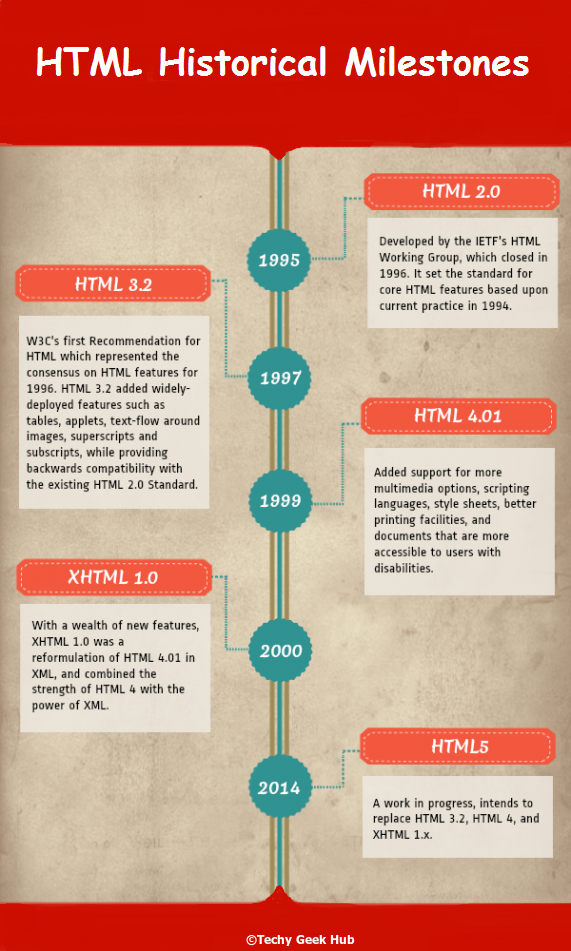 HTML Historical Milestones
HTML 2.0
1995
Developed by the IETF's HTML
Working Group, which closed in
1996. It set the standard for
core HTML features based upon
current practice in 1994.
HTML 3.2
1997
W3C's first Recommendation for
HTML which represented the
consensus on HTML features for
1996. HTML 3.2 added widely-
deployed features such as
tables, applets, text-flow around
images, superscripts and
subscripts, while providing
backwards compatibility with
the existing HTML 2.0 Standard.
HTML 4.01
1999
Added support for more
multimedia options, scripting
languages, style sheets, better
printing facilities, and
documents that are more
accessible to users with
disabilities.
XHTML 1.0
2000
With a wealth of new features,
XHTML 1.0 was a
reformulation of HTML 4.01 in
XML, and combined the
strength of HTML 4 with the
power of XML.
HTML5
2014
A work in progress, intends to
replace HTML 3.2, HTML 4, and
XHTML 1.x.
©Techy Geek Hub